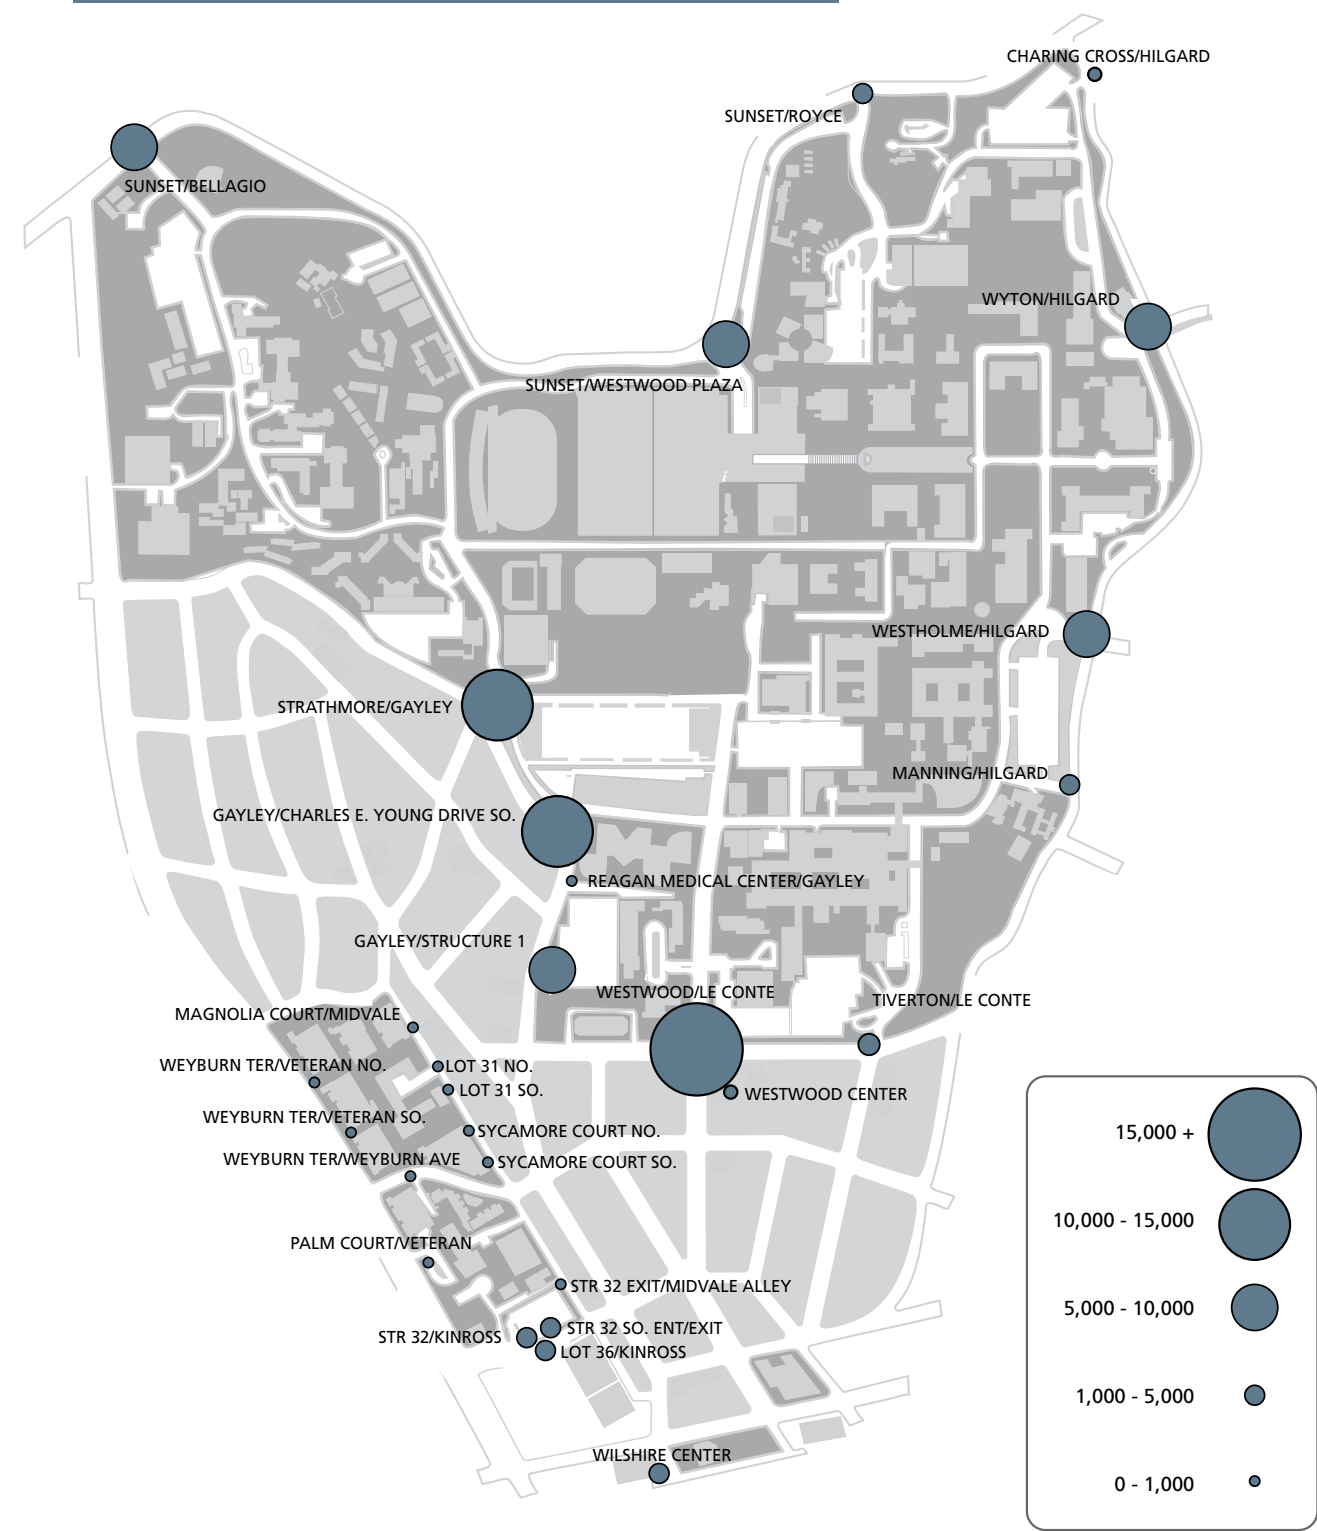 CHARING CROSS/HILGARD
SUNSET/ROYCE
SUNSET/BELLAGIO
WYTON/HILGARD
SUNSET/WESTWOOD PLAZA
WESTHOLME/HILGARD
STRATHMORE/GAYLEY
MANNING/HILGARD
GAYLEY/CHARLES E. YOUNG DRIVE SO.
REAGAN MEDICAL CENTER/GAYLEY
GAYLEY/STRUCTURE 1
WESTWOOD/LE CONTE
TIVERTON/LE CONTE
MAGNOLIA COURT/MIDVALE
WEYBURN TER/VETERAN NO.
LOT 31 NO.
LOT 31 SO.
WESTWOOD CENTER
WEYBURN TER/VETERAN SO.
SYCAMORE COURT NO.
WEYBURN TER/WEYBURN AVE
SYCAMORE COURT SO.
PALM COURT/VETERAN
STR 32 EXIT/MIDVALE ALLEY
STR 32 SO. ENT/EXIT
STR 32/KINROSS
LOT 36/KINROSS
WILSHIRE CENTER
15,000 +
10,000 - 15,000
5,000 - 10,000
1,000 - 5,000
0 - 1,000